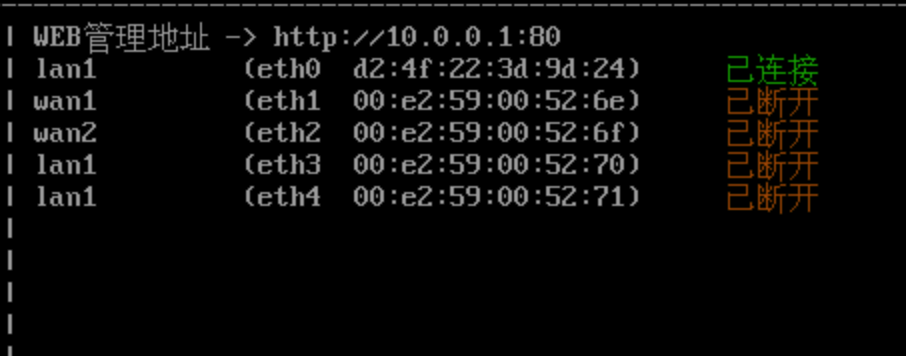 WEB管理地址 -> http://10.0.0.1:80
lan1 (eth0 d2:4f:22:3d:9d:24) 已连接
wan1 (eth1 00:e2:59:00:52:6e) 已断开
wan2 (eth2 00:e2:59:00:52:6f) 已断开
lan1 (eth3 00:e2:59:00:52:70) 已断开
lan1 (eth4 00:e2:59:00:52:71) 已断开